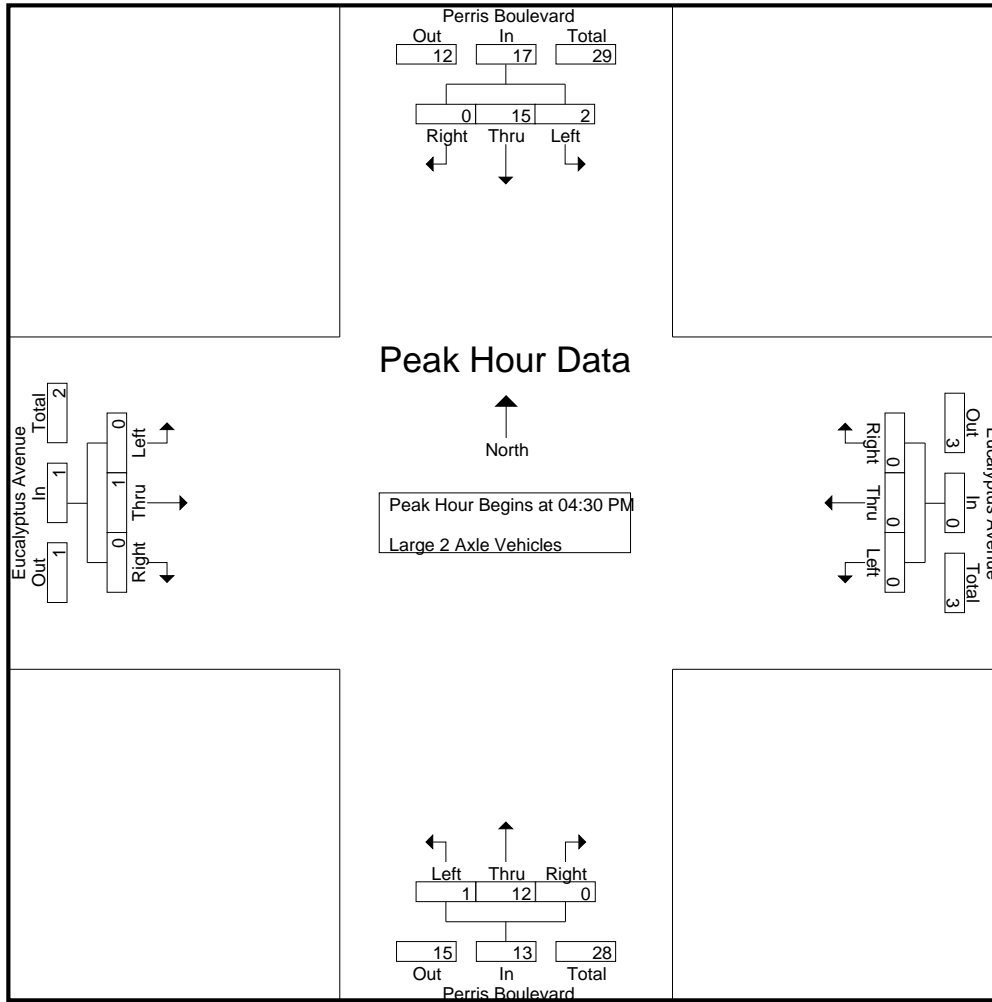 Perris Boulevard
Out In Total
12 17 29
0 15 2
Right Thru Left
Peak Hour Data
North
Peak Hour Begins at 04:30 PM
Large 2 Axle Vehicles
Eucalyptus Avenue
Total In Out
2 1 1
0 1 0
Left Thru Right
Eucalyptus Avenue
Out In Total
3 0 3
0 0 0
Right Thru Left
Left Thru Right
1 12 0
15 13 28
Out In Total
Perris Boulevard